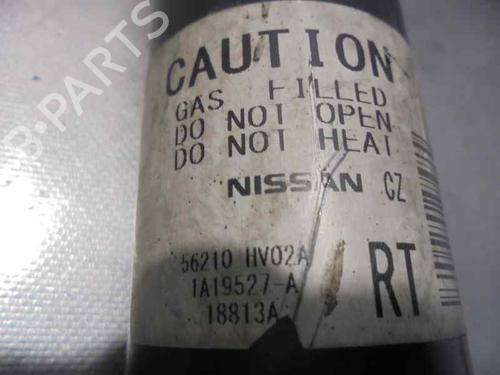 CAUTION
GAS FILLED
DO NOT OPEN
DO NOT HEAT
NISSAN CZ
56210 HV02A
1A19527-A
18813A
RT
B-PARTS